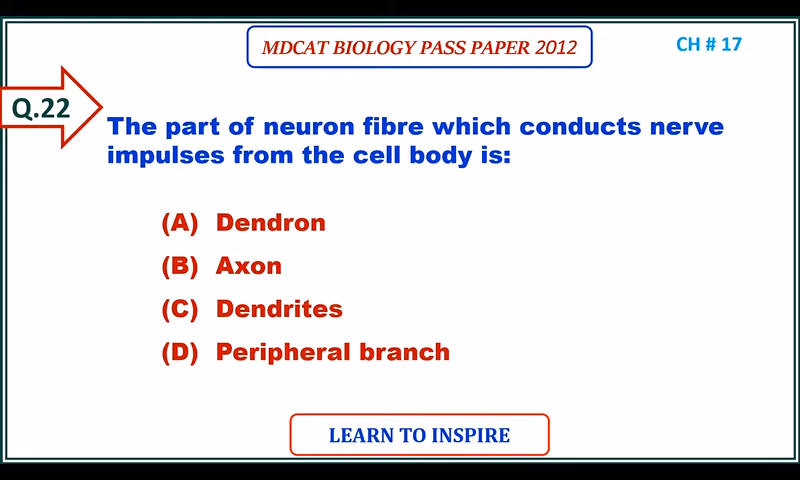 MDCAT BIOLOGY PASS PAPER 2012
CH # 17
Q.22
The part of neuron fibre which conducts nerve
impulses from the cell body is:
(A) Dendron
(B) Axon
(C) Dendrites
(D) Peripheral branch
LEARN TO INSPIRE